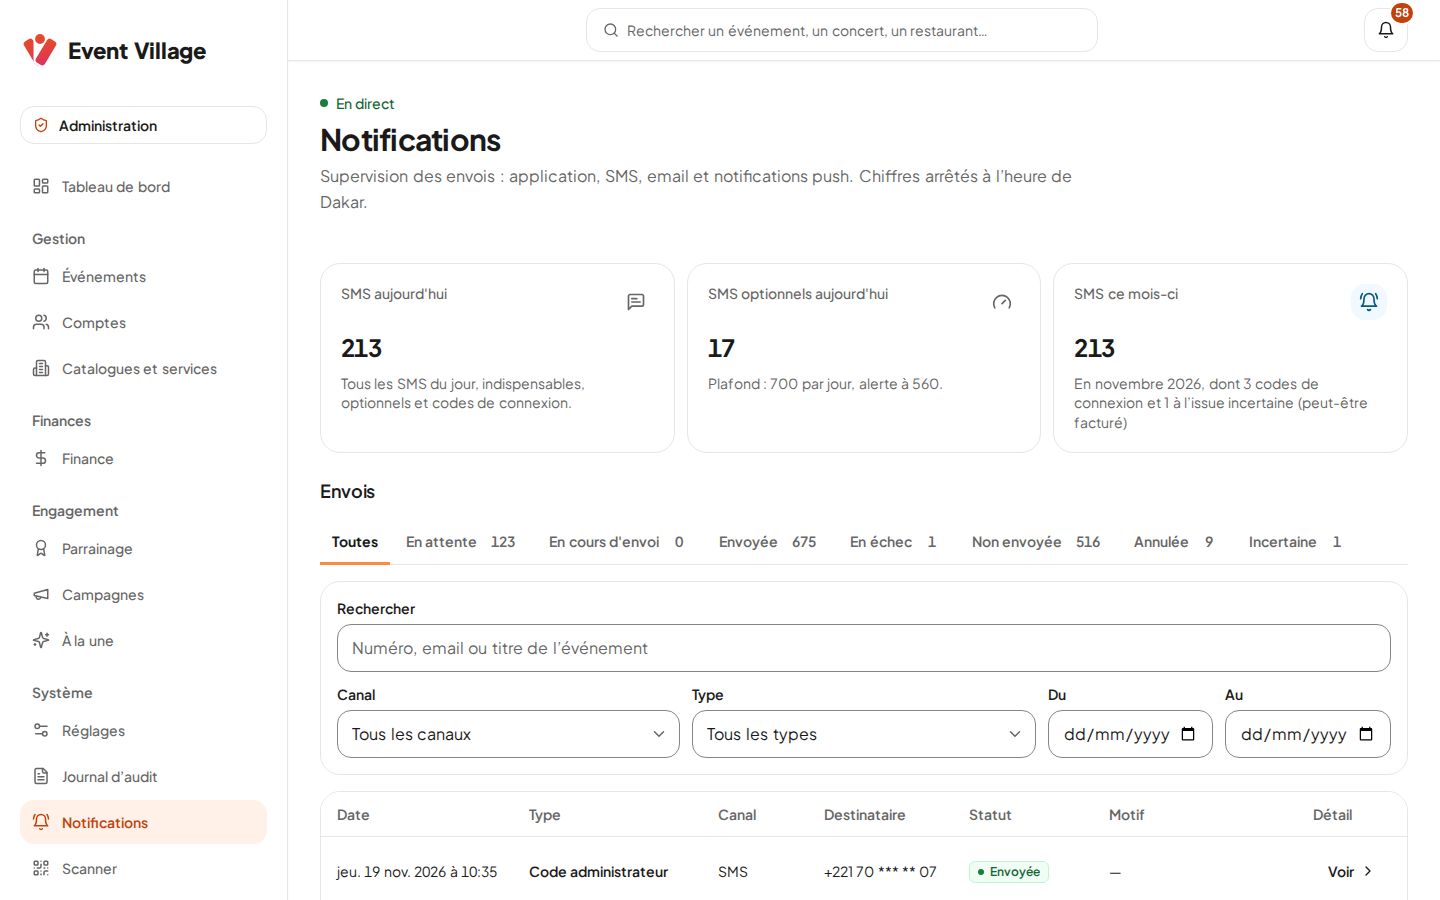 Event Village
Rechercher un événement, un concert, un restaurant…
58
Administration
Tableau de bord
Gestion
Événements
Comptes
Catalogues et services
Finances
Finance
Engagement
Parrainage
Campagnes
À la une
Système
Réglages
Journal d’audit
Notifications
Scanner
En direct
Notifications
Supervision des envois : application, SMS, email et notifications push. Chiffres arrêtés à l’heure de
Dakar.
SMS aujourd'hui
213
Tous les SMS du jour, indispensables,
optionnels et codes de connexion.
SMS optionnels aujourd'hui
17
Plafond : 700 par jour, alerte à 560.
SMS ce mois-ci
213
En novembre 2026, dont 3 codes de
connexion et 1 à l’issue incertaine (peut-être
facturé)
Envois
Toutes En attente 123 En cours d'envoi 0 Envoyée 675 En échec 1 Non envoyée 516 Annulée 9 Incertaine 1
Rechercher
Numéro, email ou titre de l’événement
Canal Type Du Au
Tous les canaux Tous les types dd/mm/yyyy dd/mm/yyyy
Date Type Canal Destinataire Statut Motif Détail
jeu. 19 nov. 2026 à 10:35 Code administrateur SMS +221 70 *** ** 07 Envoyée — Voir